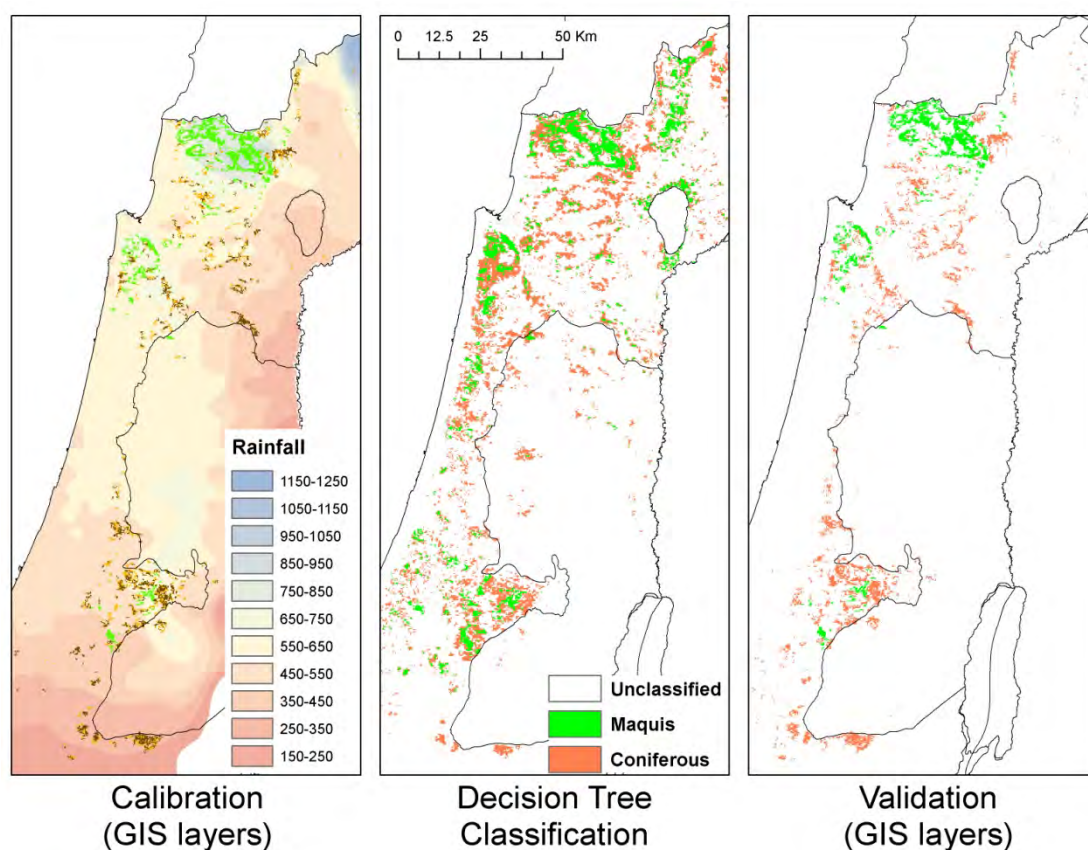 0 12.5 25 50 Km
Rainfall
1150-1250
1050-1150
950-1050
850-950
750-850
650-750
550-650
450-550
350-450
250-350
150-250
Unclassified
Maquis
Coniferous
Calibration
(GIS layers)
Decision Tree
Classification
Validation
(GIS layers)